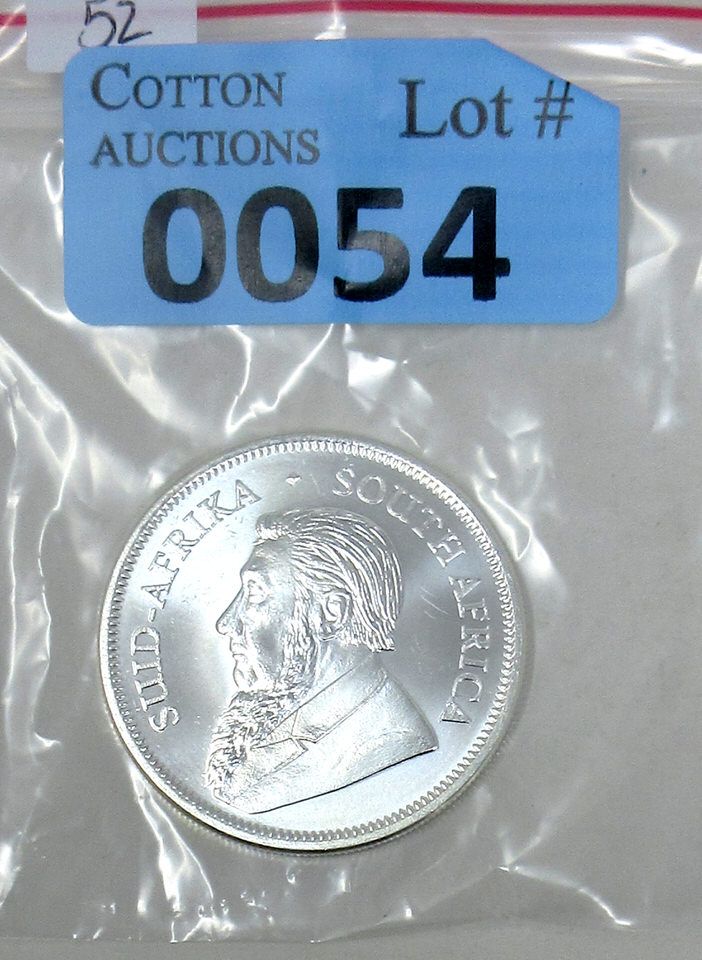 52
COTTON
AUCTIONS
Lot #
0054
SUID-AFRIKA · SOUTH AFRICA